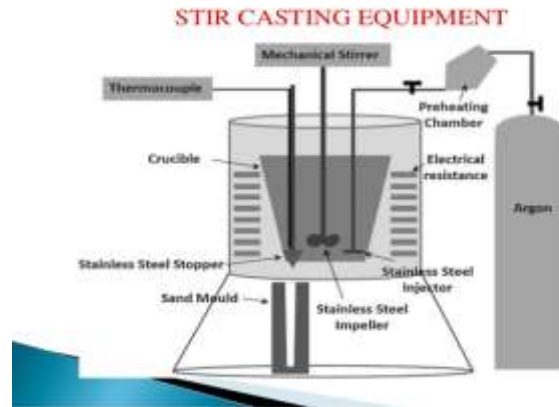 STIR CASTING EQUIPMENT
Mechanical Stirrer
Thermocouple
Preheating
Chamber
Crucible
Electrical
resistance
Argon
Stainless Steel Stopper
Stainless Steel
Injector
Sand Mould
Stainless Steel
Impeller